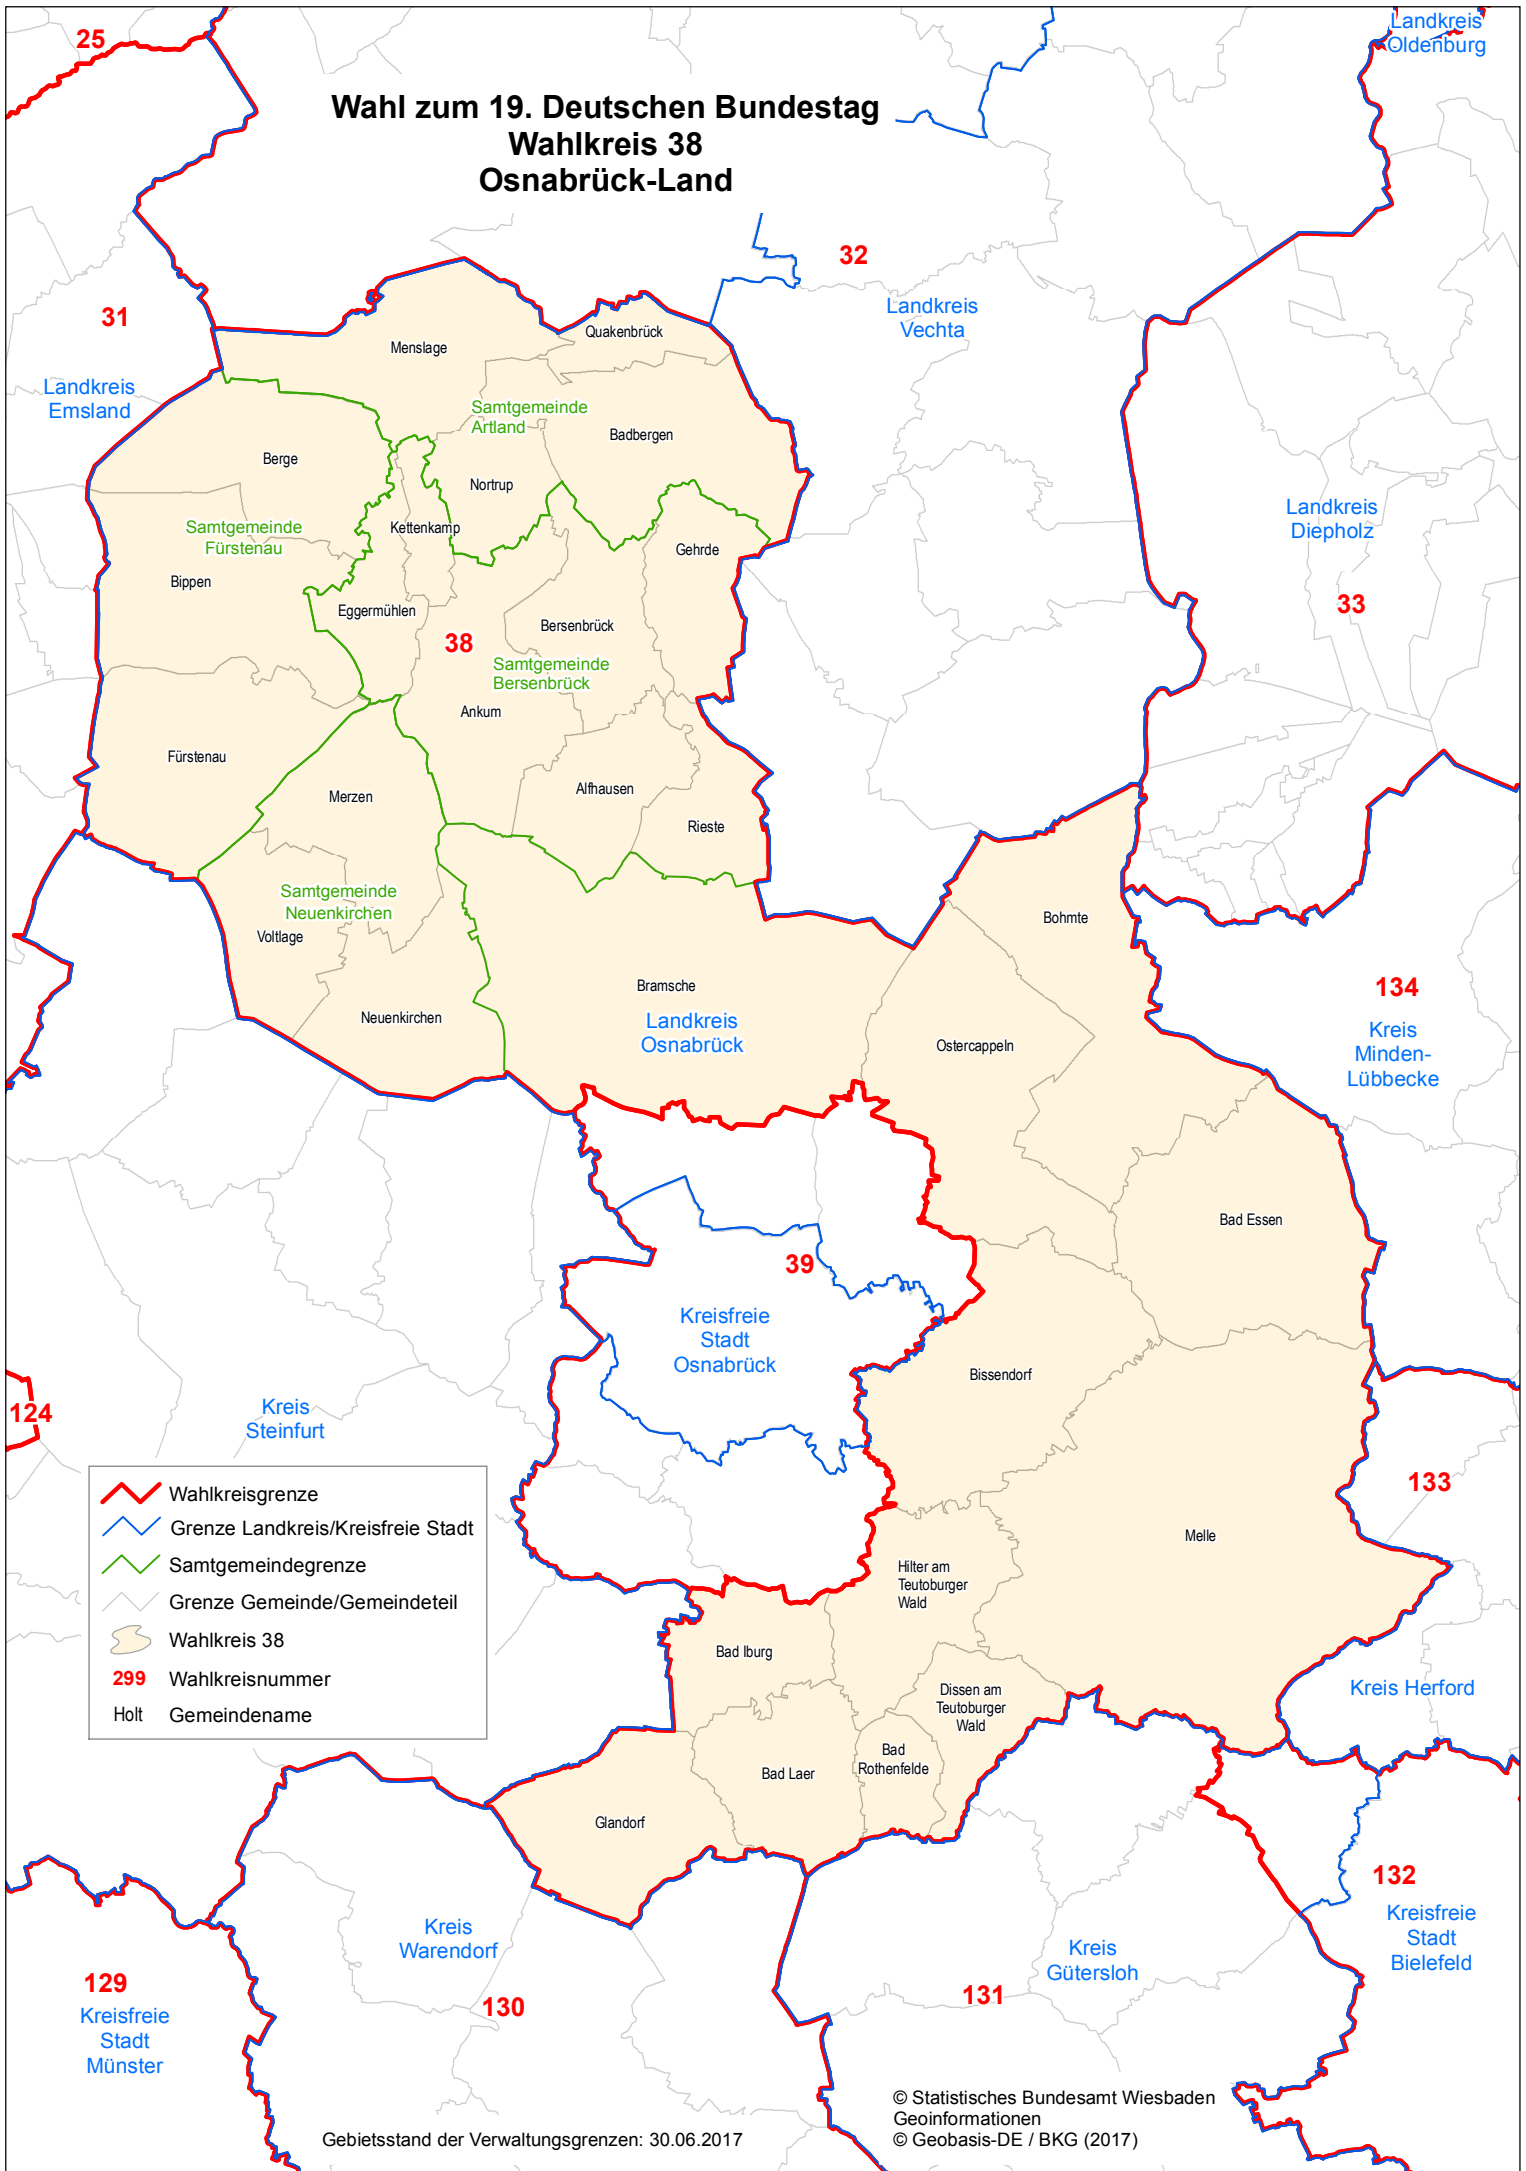 25
Landkreis
Oldenburg
Wahl zum 19. Deutschen Bundestag
Wahlkreis 38
Osnabrück-Land
32
31
Landkreis
Vechta
Quakenbrück
Menslage
Landkreis
Emsland
Samtgemeinde
Artland
Badbergen
Berge
Nortrup
Landkreis
Diepholz
Samtgemeinde
Fürstenau
Kettenkamp
Gehrde
Bippen
33
Eggermühlen
Bersenbrück
38
Samtgemeinde
Bersenbrück
Ankum
Fürstenau
Merzen
Alfhausen
Rieste
Samtgemeinde
Neuenkirchen
Voltlage
Bohmte
Bramsche
134
Neuenkirchen
Landkreis
Osnabrück
Ostercappeln
Kreis
Minden-
Lübbecke
Bad Essen
39
Kreisfreie
Stadt
Osnabrück
Bissendorf
124
Kreis
Steinfurt
133
Wahlkreisgrenze
Grenze Landkreis/Kreisfreie Stadt
Samtgemeindegrenze
Grenze Gemeinde/Gemeindeteil
Wahlkreis 38
299 Wahlkreisnummer
Holt Gemeindename
Melle
Hilter am
Teutoburger
Wald
Bad Iburg
Dissen am
Teutoburger
Wald
Kreis Herford
Bad
Rothenfelde
Bad Laer
Glandorf
132
Kreisfreie
Stadt
Bielefeld
Kreis
Warendorf
Kreis
Gütersloh
129
Kreisfreie
Stadt
Münster
130
131
© Statistisches Bundesamt Wiesbaden
Geoinformationen
© Geobasis-DE / BKG (2017)
Gebietsstand der Verwaltungsgrenzen: 30.06.2017